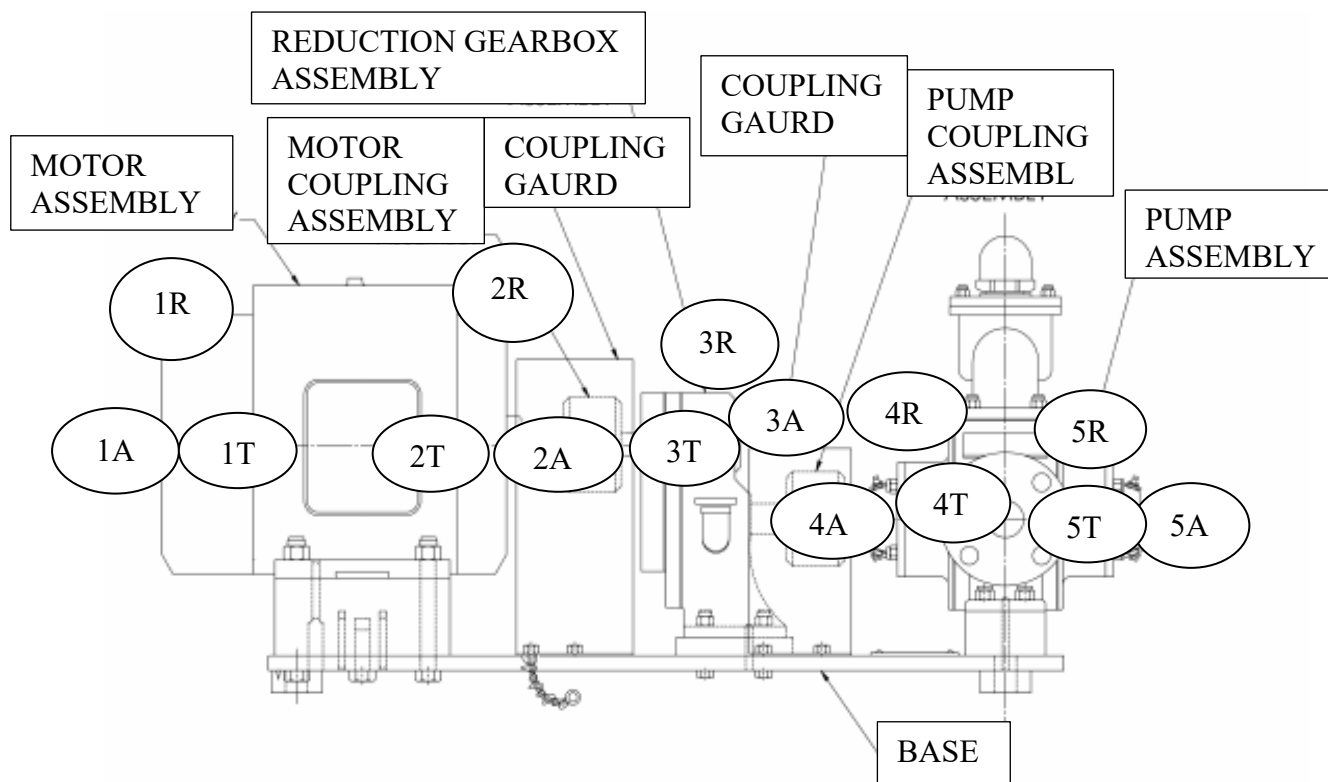 REDUCTION GEARBOX
ASSEMBLY
COUPLING
GAURD
PUMP
COUPLING
ASSEMBL
MOTOR
ASSEMBLY
MOTOR
COUPLING
ASSEMBLY
COUPLING
GAURD
PUMP
ASSEMBLY
1R
2R
3R
3A
4R
5R
1A
1T
2T
2A
3T
4A
4T
5T
5A
BASE